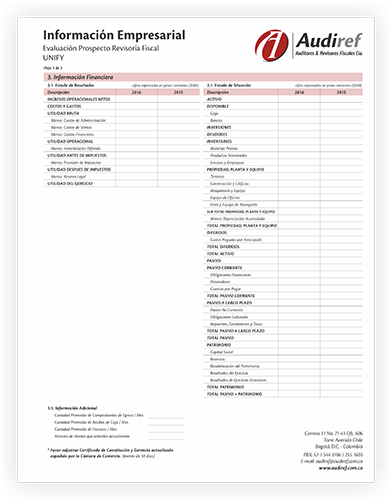 Información Empresarial
Evaluación Prospecto Revisoría Fiscal
UNIFY
Hoja 2 de 2
Audiref
Auditores & Revisores Fiscales Cía.
3. Información Financiera
3.1. Estado de Resultados
cifras expresadas en pesos corrientes ($000)
Descripción 2016 2015
INGRESOS OPERACIONALES NETOS
COSTOS O GASTOS
UTILIDAD BRUTA
Menos: Costos de Administración
Menos: Costos de Ventas
Menos: Costos Financieros
UTILIDAD OPERACIONAL
Menos: Amortización Diferida
UTILIDAD ANTES DE IMPUESTOS
Menos: Provisión de Impuestos
UTILIDAD DESPUES DE IMPUESTOS
Menos: Reserva Legal
UTILIDAD DEL EJERCICIO
3.1. Estado de Situación
cifras expresadas en pesos corrientes ($000)
Descripción 2016 2015
ACTIVO
DISPONIBLE
Caja
Bancos
INVERSIONES
DEUDORES
INVENTARIOS
Materias Primas
Productos Terminados
Envases y Empaques
PROPIEDAD, PLANTA Y EQUIPO
Terrenos
Construcción y Edificios
Maquinaria y Equipo
Equipo de Oficina
Flota y Equipo de Transporte
SUB TOTAL PROPIEDAD, PLANTA Y EQUIPO
Menos: Depreciación Acumulada
TOTAL PROPIEDAD, PLANTA Y EQUIPO
DIFERIDOS
Gastos Pagados por Anticipado
TOTAL DIFERIDOS
TOTAL ACTIVO
PASIVO
PASIVO CORRIENTE
Obligaciones Financieras
Proveedores
Cuentas por Pagar
TOTAL PASIVO CORRIENTE
PASIVO A LARGO PLAZO
Pasivo No Corriente
Obligaciones Laborales
Impuestos, Gravámenes y Tasas
TOTAL PASIVO A LARGO PLAZO
TOTAL PASIVO
PATRIMONIO
Capital Social
Reservas
Revalorización del Patrimonio
Resultados del Ejercicio
Resultados de Ejercicios Anteriores
TOTAL PATRIMONIO
TOTAL PASIVO + PATRIMONIO
3.3. Información Adicional
Cantidad Promedio de Comprobantes de Egreso / Mes
Cantidad Promedio de Recibos de Caja / Mes
Cantidad Promedio de Facturas / Mes
Número de clientes que atienden actualmente
* Favor adjuntar Certificado de Constitución y Gerencia actualizado
expedido por la Cámara de Comercio. (menos de 30 días)
Carrera 11 No 71-41 Ofc. 606
Torre Avenida Chile
Bogotá D.C. - Colombia
PBX: 57-1 544 3106 / 255 3603
E-mail: audiref@audiref.com.co
www.audiref.com.co